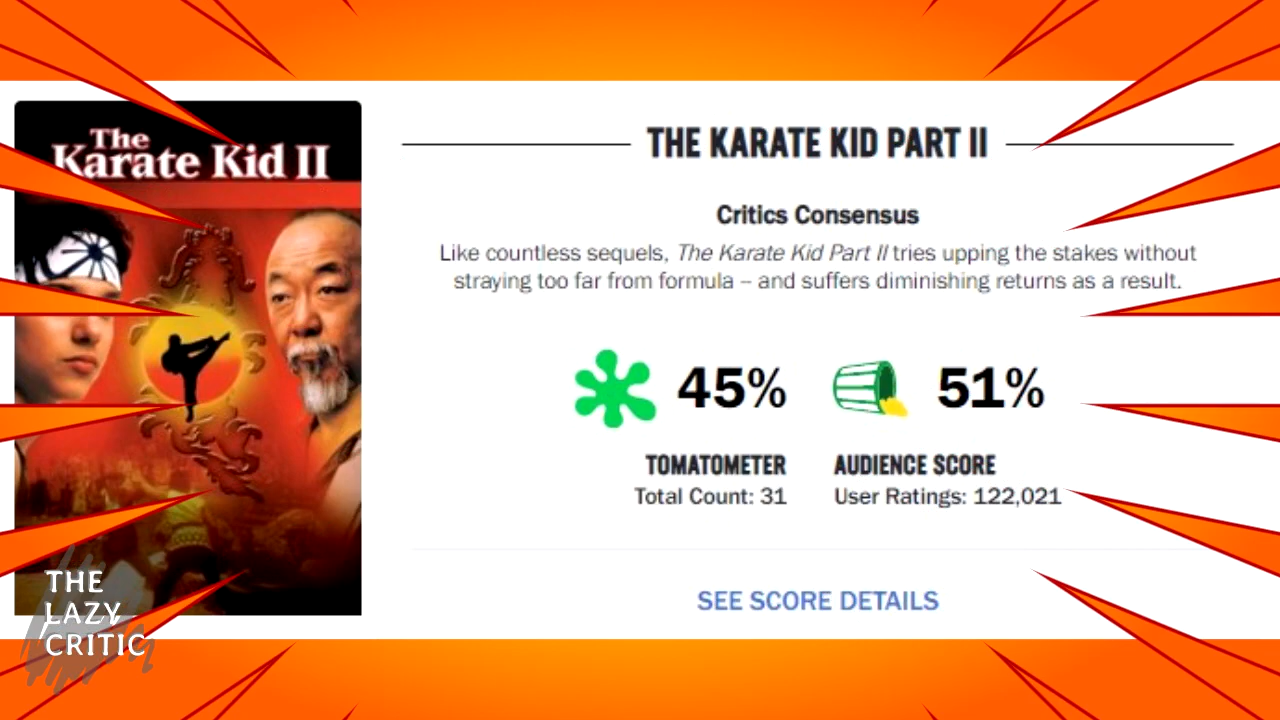 The
Karate Kid II
THE KARATE KID PART II
Critics Consensus
Like countless sequels, The Karate Kid Part II tries upping the stakes without
straying too far from formula – and suffers diminishing returns as a result.
45%
51%
TOMATOMETER
AUDIENCE SCORE
Total Count: 31
User Ratings: 122,021
SEE SCORE DETAILS
THE
LAZY
CRITIC